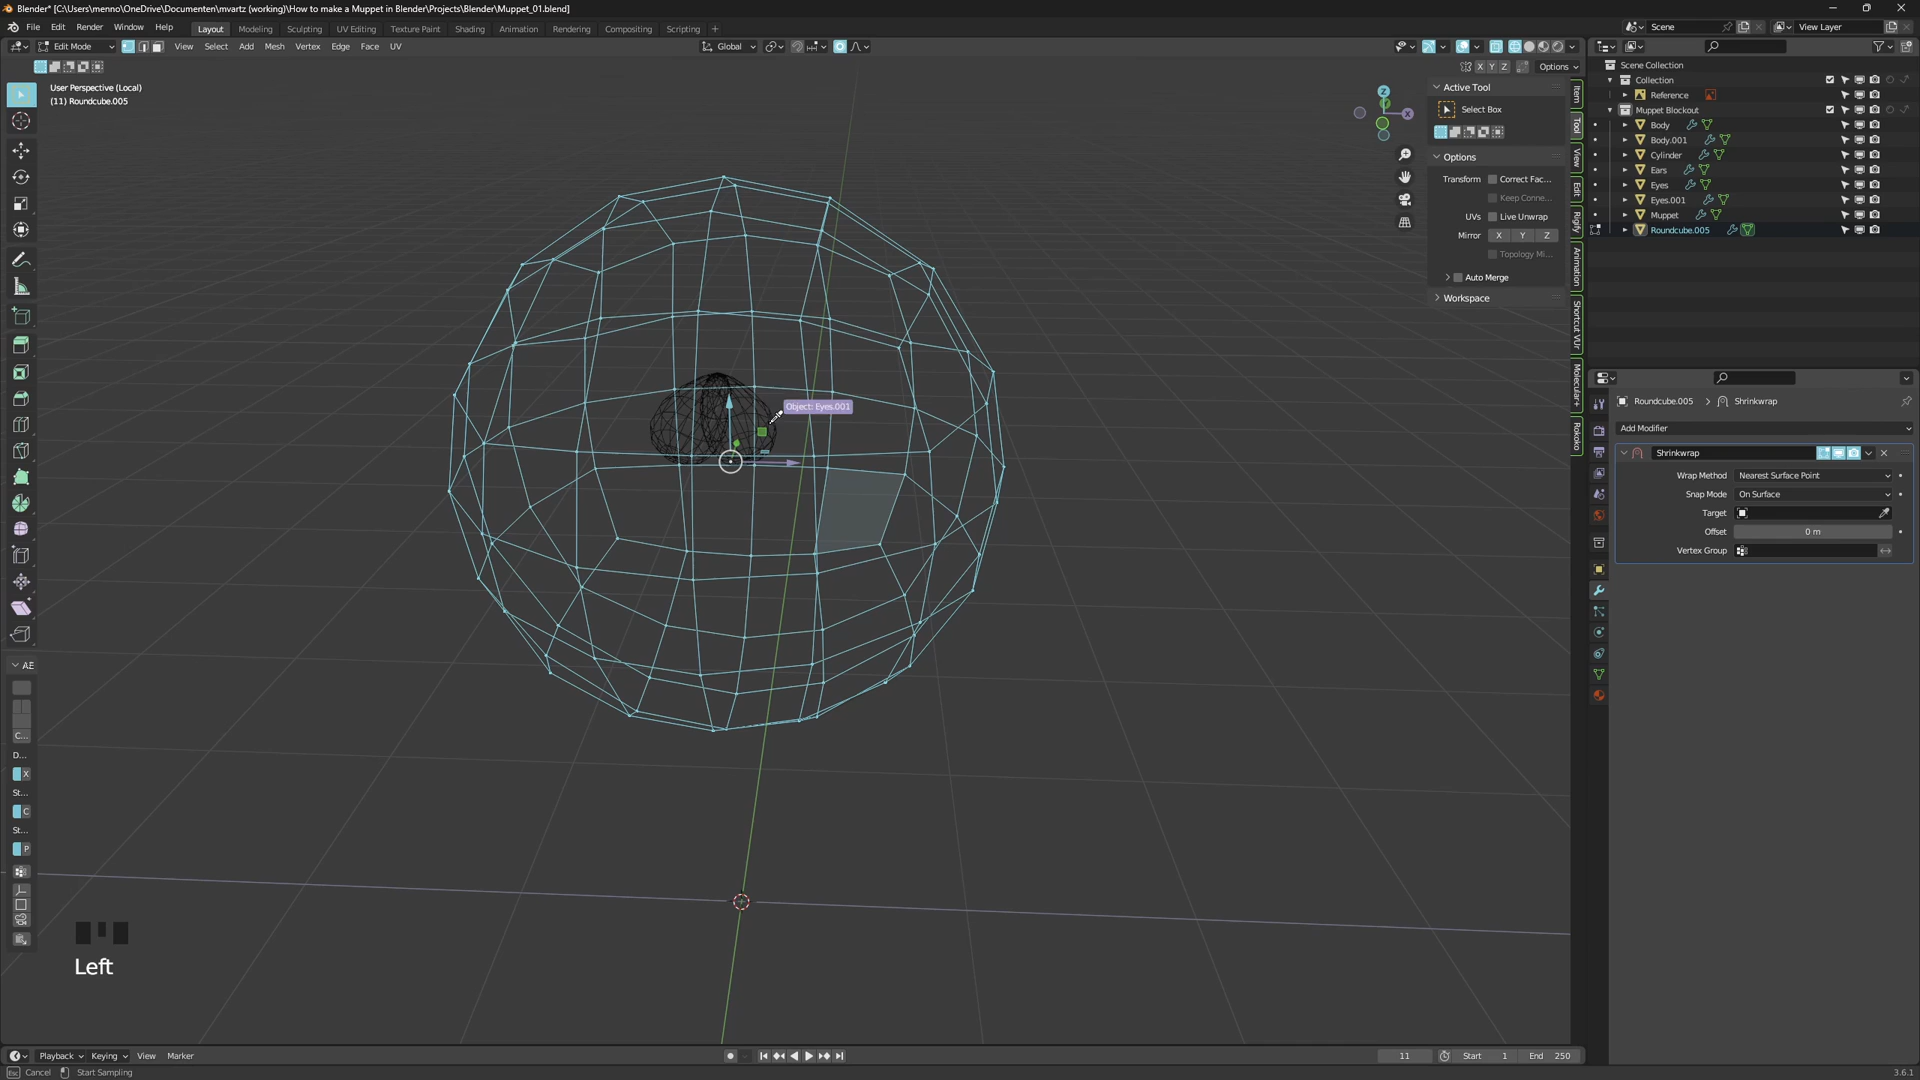 Blender* [C:\Users\menno\OneDrive\Documenten\mvartz (working)\How to make a Muppet in Blender\Projects\Blender\Muppet_01.blend]
File Edit Render Window Help Layout Modeling Sculpting UV Editing Texture Paint Shading Animation Rendering Compositing Scripting + Scene View Layer
Edit Mode View Select Add Mesh Vertex Edge Face UV Global
X Y Z Options
User Perspective (Local)
(11) Roundcube.005
Z
X
Active Tool
Select Box
Options
Transform Correct Fac...
Keep Conne...
UVs Live Unwrap
Mirror X Y Z
Topology Mi...
Auto Merge
Workspace
Item
Tool
View
Edit
Rigify
Animation
Shortcut VUr
Molecular+
Rokoko
Scene Collection
Collection
Reference
Muppet Blockout
Body
Body.001
Cylinder
Ears
Eyes
Eyes.001
Muppet
Roundcube.005
Roundcube.005 Shrinkwrap
Add Modifier
Shrinkwrap
Wrap Method Nearest Surface Point
Snap Mode On Surface
Target
Offset 0 m
Vertex Group
Object: Eyes.001
AE
C...
D...
X
St...
C
St...
P
Left
Playback Keying View Marker 11 Start 1 End 250
Esc Cancel Start Sampling 3.6.1